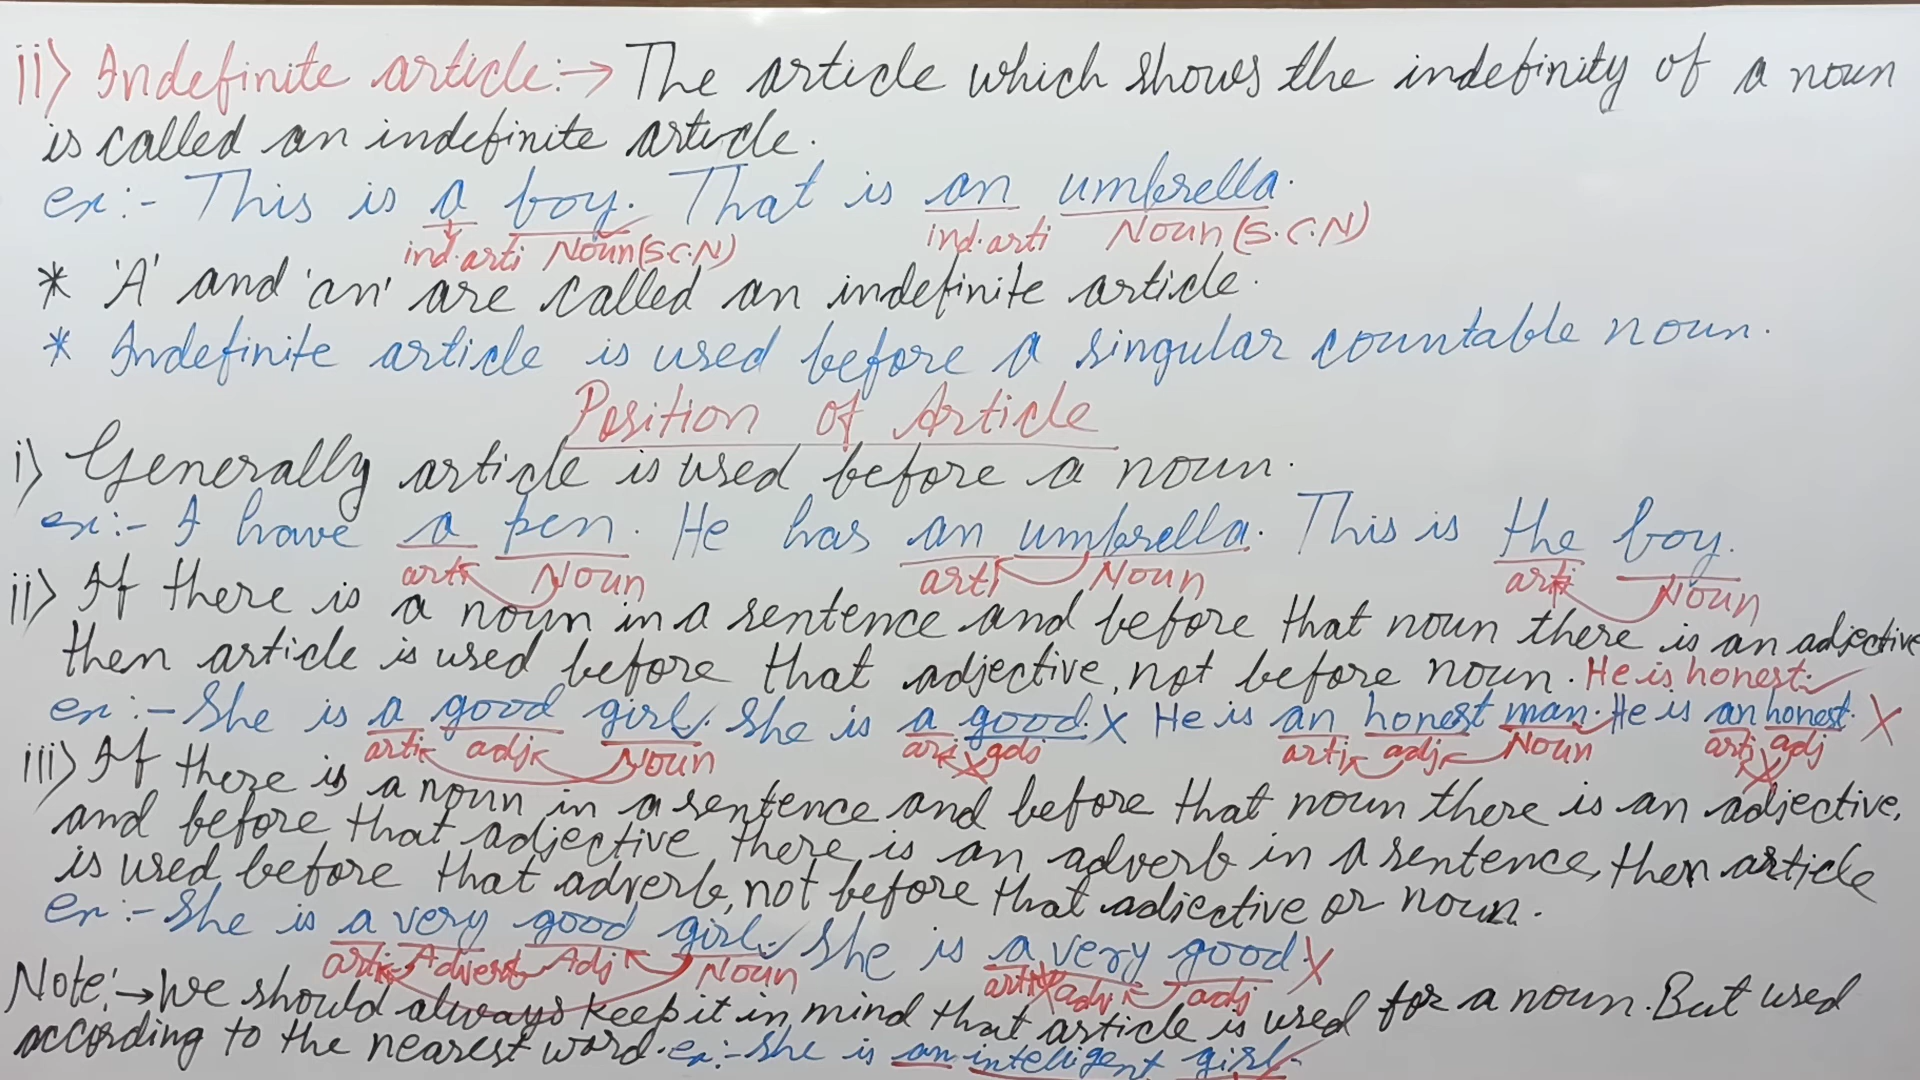 ii) Indefinite article:→ The article which shows the indefinity of a noun
is called an indefinite article.
ex:- This is a boy. That is an umbrella.
ind.arti Noun(S.C.N) ind.arti Noun(S.C.N)
* 'A' and 'an' are called an indefinite article.
* Indefinite article is used before a singular countable noun.
Position of Article
i) Generally article is used before a noun.
ex:- I have a pen. He has an umbrella. This is the boy.
arti Noun arti Noun arti Noun
ii) If there is a noun in a sentence and before that noun there is an adjective
then article is used before that adjective, not before noun. He is honest. ✓
ex:- She is a good girl. ✓ She is a good. X He is an honest man. ✓ He is an honest. X
arti adj Noun arti X adj arti adj Noun arti X adj
iii) If there is a noun in a sentence and before that noun there is an adjective,
and before that adjective there is an adverb in a sentence, then article
is used before that adverb, not before that adjective or noun.
ex:- She is a very good girl. ✓ She is a very good. X
arti Adverb Adj Noun arti X adv adj
Note:→ We should always keep it in mind that article is used for a noun. But used
according to the nearest word. ex:- She is an intelligent girl.